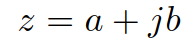 z = a + jb